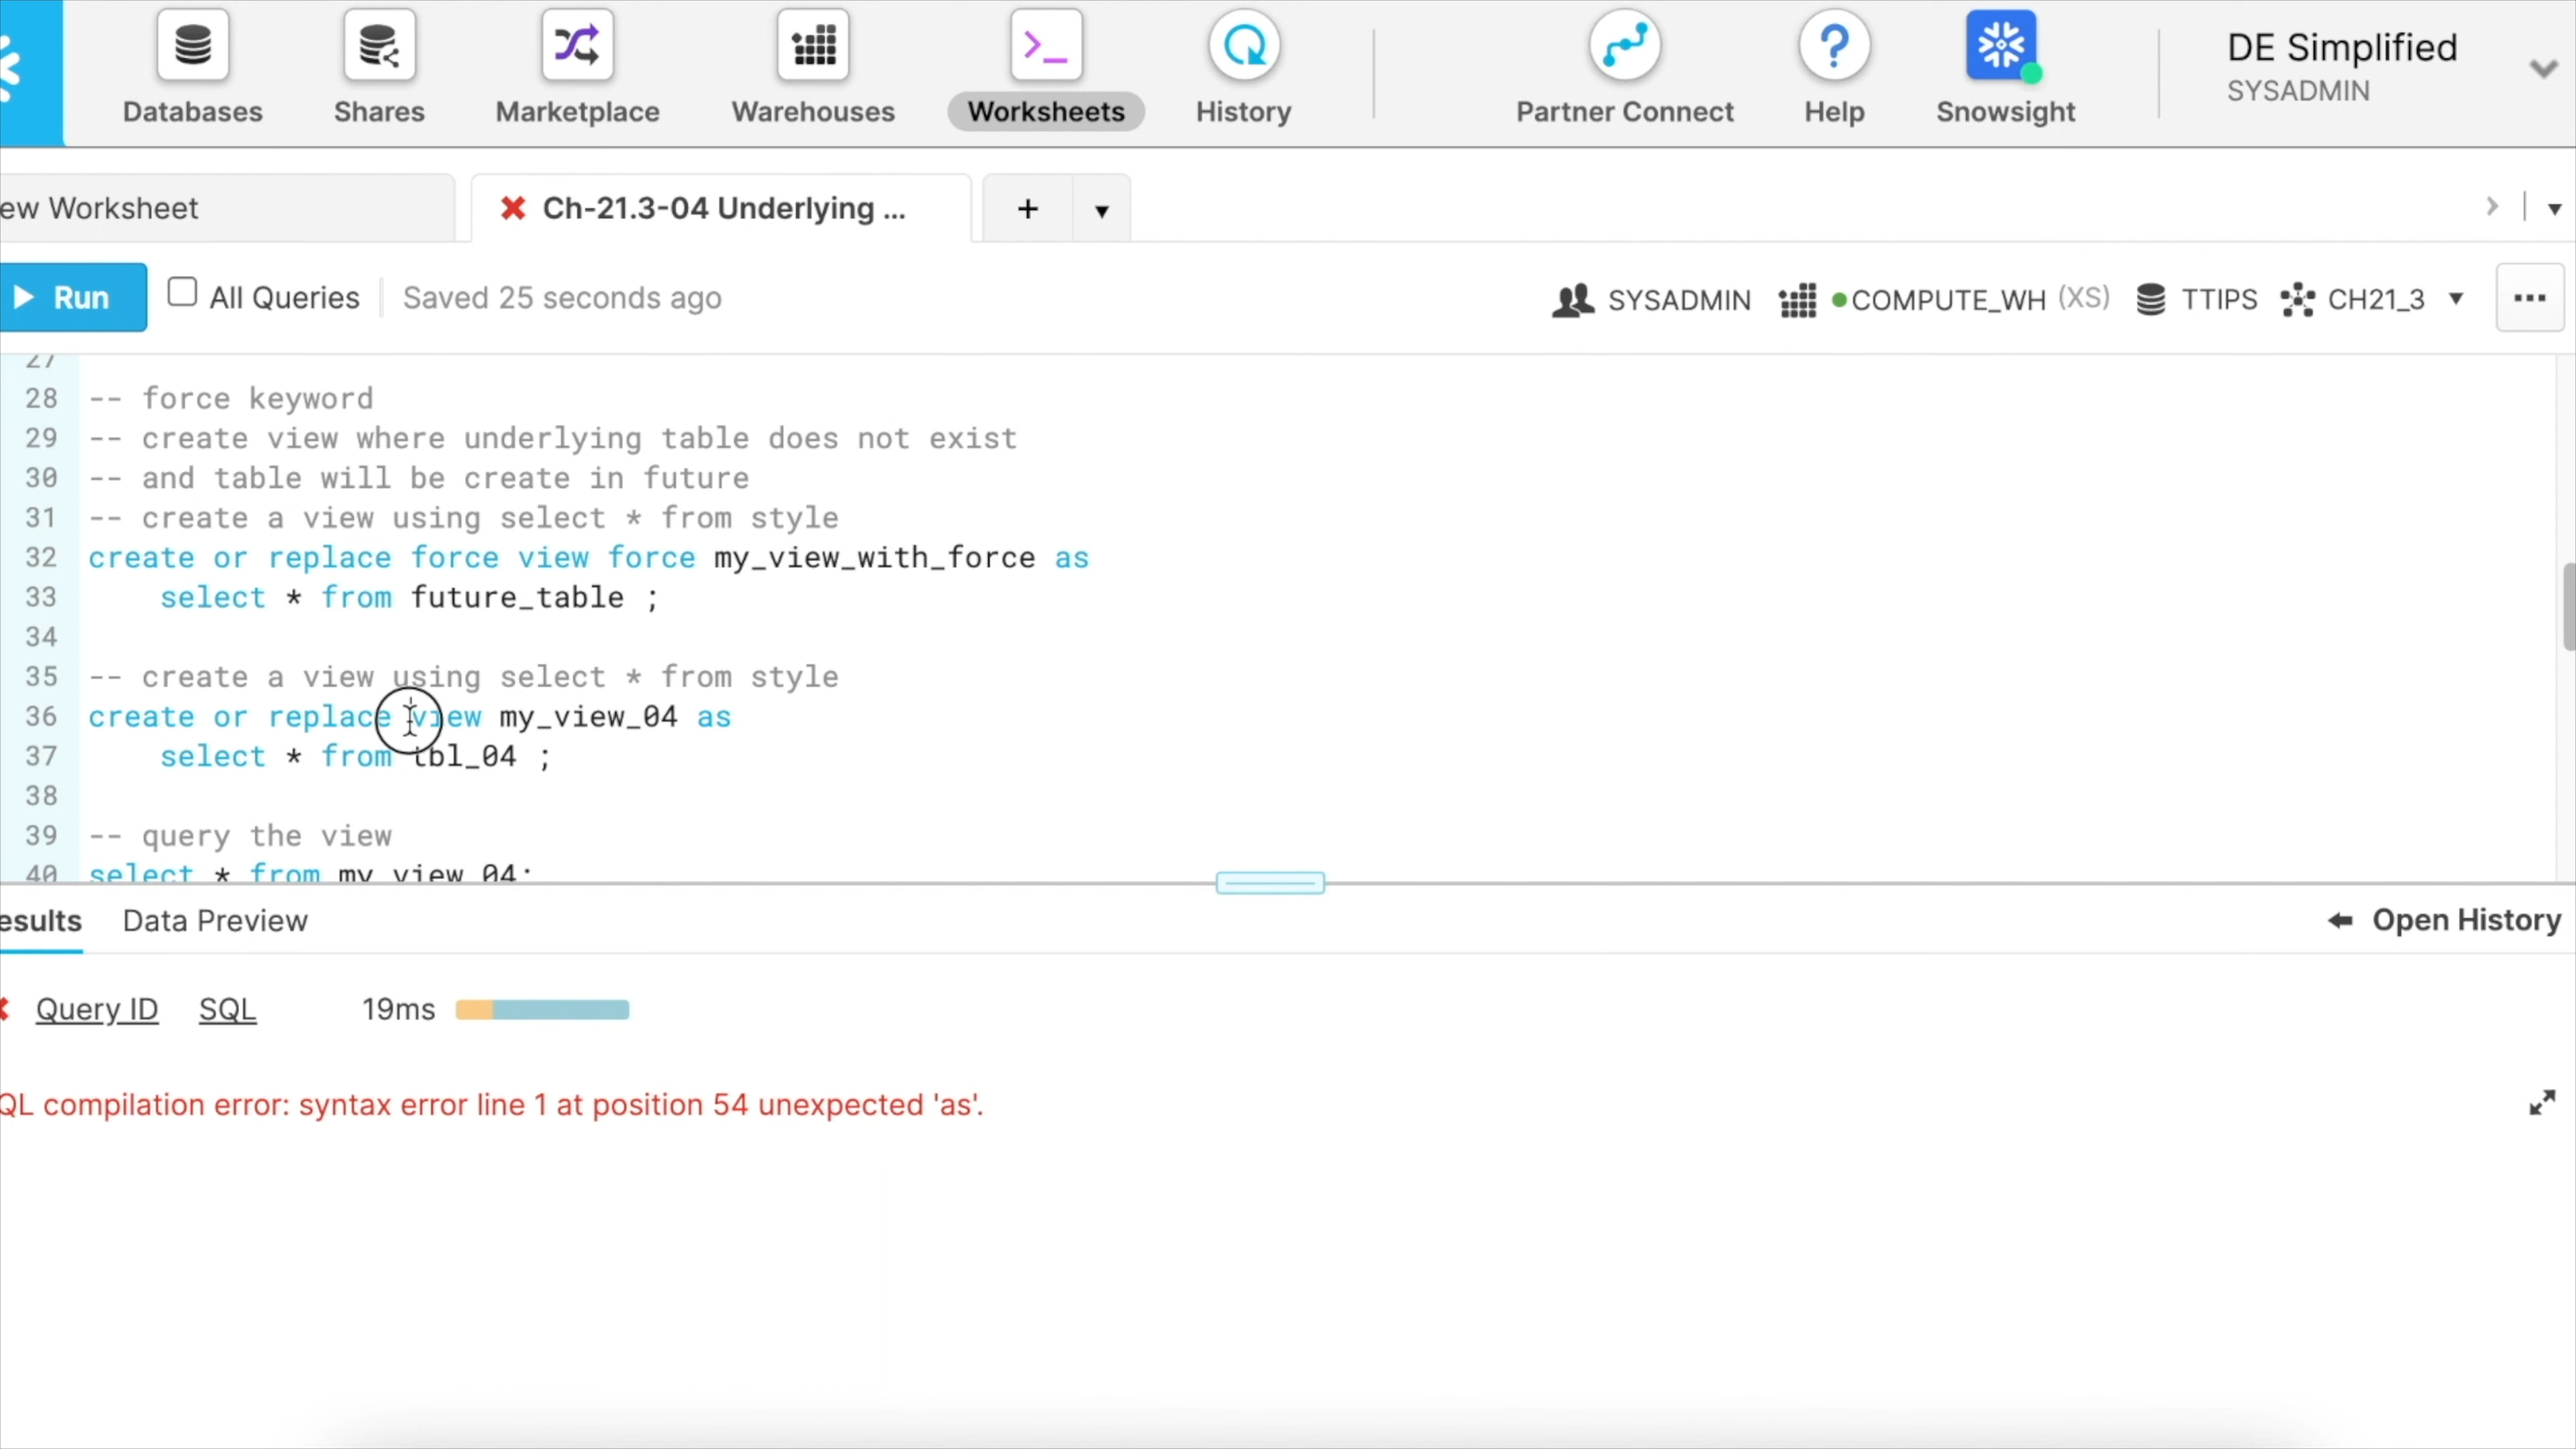 Databases
Shares
Marketplace
Warehouses
Worksheets
History
Partner Connect
Help
Snowsight
DE Simplified
SYSADMIN
ew Worksheet
Ch-21.3-04 Underlying ...
Run
All Queries
Saved 25 seconds ago
SYSADMIN
COMPUTE_WH (XS)
TTIPS
CH21_3
27
28 -- force keyword
29 -- create view where underlying table does not exist
30 -- and table will be create in future
31 -- create a view using select * from style
32 create or replace force view force my_view_with_force as
33 select * from future_table ;
34
35 -- create a view using select * from style
36 create or replace view my_view_04 as
37 select * from tbl_04 ;
38
39 -- query the view
40 select * from my_view_04;
esults
Data Preview
Open History
Query ID
SQL
19ms
QL compilation error: syntax error line 1 at position 54 unexpected 'as'.